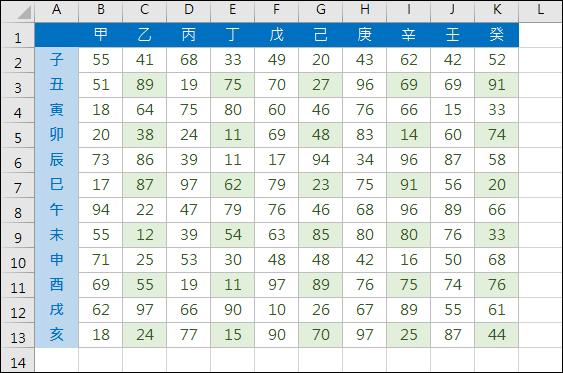 A B C D E F G H I J K L
1 甲 乙 丙 丁 戊 己 庚 辛 壬 癸
2 子 55 41 68 33 49 20 43 62 42 52
3 丑 51 89 19 75 70 27 96 69 69 91
4 寅 18 64 75 80 60 46 76 66 15 33
5 卯 20 38 24 11 69 48 83 14 60 74
6 辰 73 86 39 11 17 94 34 96 87 58
7 巳 17 87 97 62 79 23 75 91 56 20
8 午 94 22 47 79 76 46 68 96 89 66
9 未 55 12 39 54 63 85 80 80 76 33
10 申 71 25 53 30 48 48 42 16 50 68
11 酉 69 55 19 11 97 89 76 75 74 76
12 戌 62 97 66 90 10 26 67 89 55 61
13 亥 18 24 77 15 90 70 97 25 87 44
14